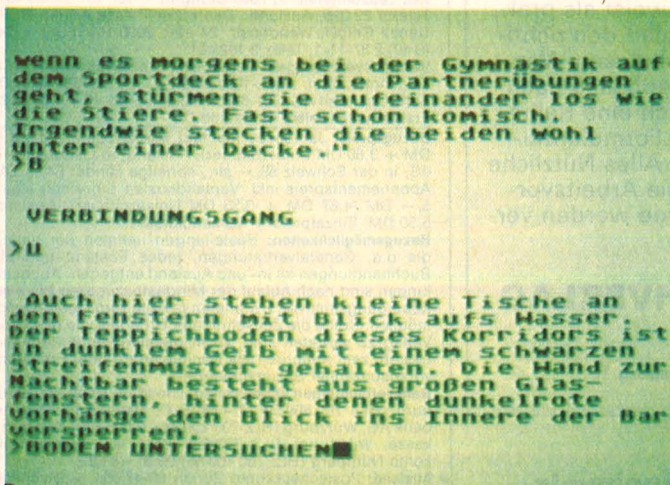 wenn es morgens bei der Gymnastik auf
dem Sportdeck an die Partnerübungen
geht, stürmen sie aufeinander los wie
die Stiere. Fast schon komisch.
Irgendwie stecken die beiden wohl
unter einer Decke."
>B
VERBINDUNGSGANG
>U
Auch hier stehen kleine Tische an
den Fenstern mit Blick aufs Wasser.
Der Teppichboden dieses Korridors ist
in dunklem Gelb mit einem schwarzen
Streifenmuster gehalten. Die Wand zur
Nachtbar besteht aus großen Glas-
fenstern, hinter denen dunkelrote
Vorhänge den Blick ins Innere der Bar
versperren.
>BODEN UNTERSUCHEN